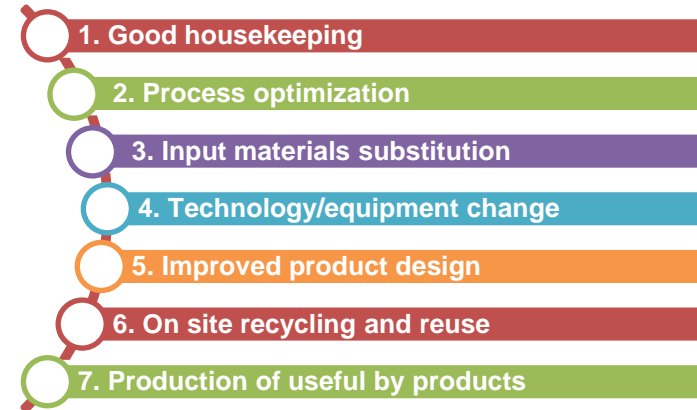 1. Good housekeeping
2. Process optimization
3. Input materials substitution
4. Technology/equipment change
5. Improved product design
6. On site recycling and reuse
7. Production of useful by products